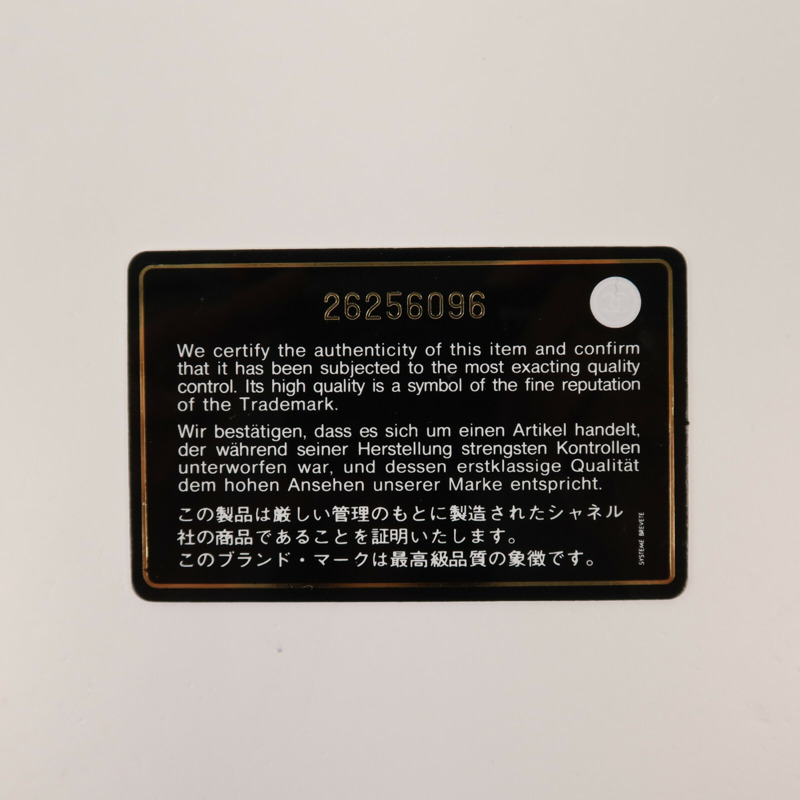 26256096
We certify the authenticity of this item and confirm
that it has been subjected to the most exacting quality
control. Its high quality is a symbol of the fine reputation
of the Trademark.
Wir bestätigen, dass es sich um einen Artikel handelt,
der während seiner Herstellung strengsten Kontrollen
unterworfen war, und dessen erstklassige Qualität
dem hohen Ansehen unserer Marke entspricht.
この製品は厳しい管理のもとに製造されたシャネル
社の商品であることを証明いたします。
このブランド・マークは最高級品質の象徴です。
SYSTEME BREVETE